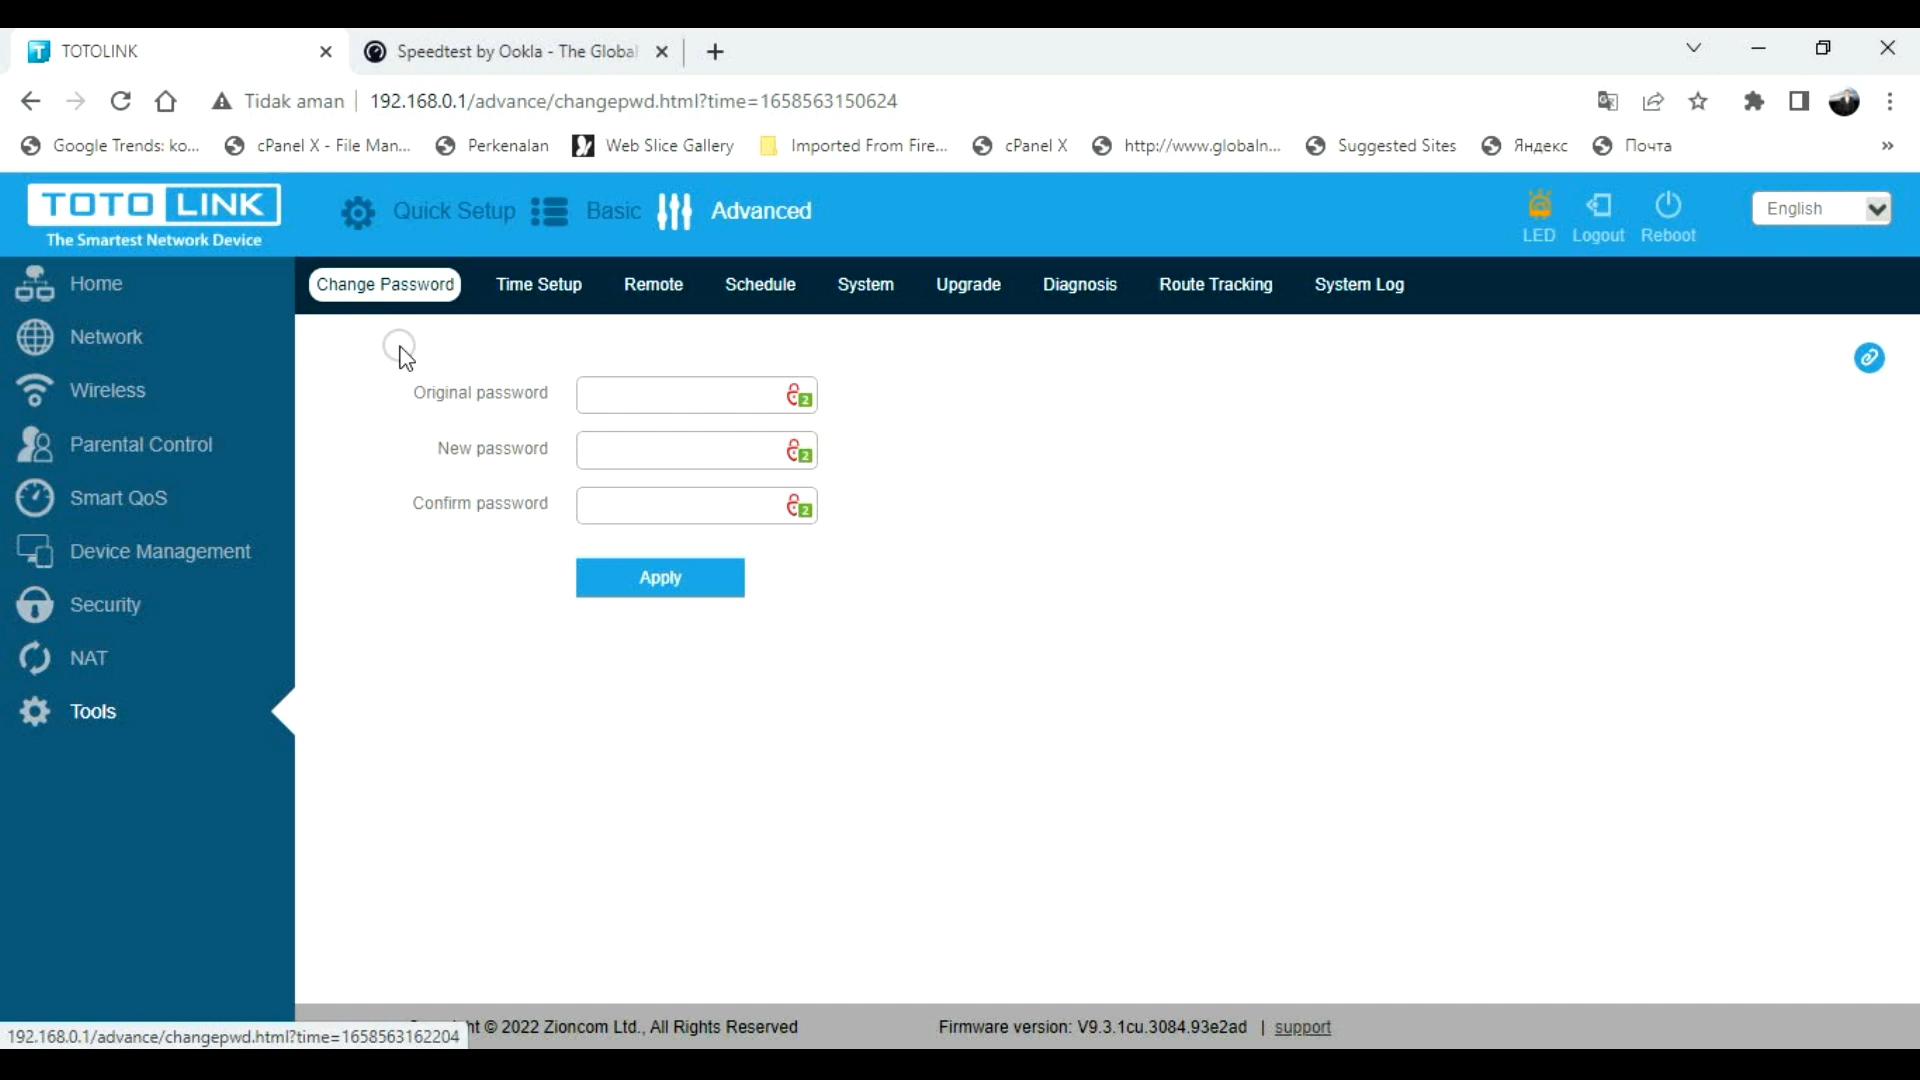 TOTOLINK
Speedtest by Ookla - The Global
Tidak aman 192.168.0.1/advance/changepwd.html?time=1658563150624
Google Trends: ko... cPanel X - File Man... Perkenalan Web Slice Gallery Imported From Fire... cPanel X http://www.globaln... Suggested Sites Яндекс Почта »
TOTO LINK
The Smartest Network Device
Quick Setup Basic Advanced
LED Logout Reboot
English
Home
Network
Wireless
Parental Control
Smart QoS
Device Management
Security
NAT
Tools
Change Password Time Setup Remote Schedule System Upgrade Diagnosis Route Tracking System Log
Original password
2
New password
2
Confirm password
2
Apply
ht © 2022 Zioncom Ltd., All Rights Reserved Firmware version: V9.3.1cu.3084.93e2ad | support
192.168.0.1/advance/changepwd.html?time=1658563162204